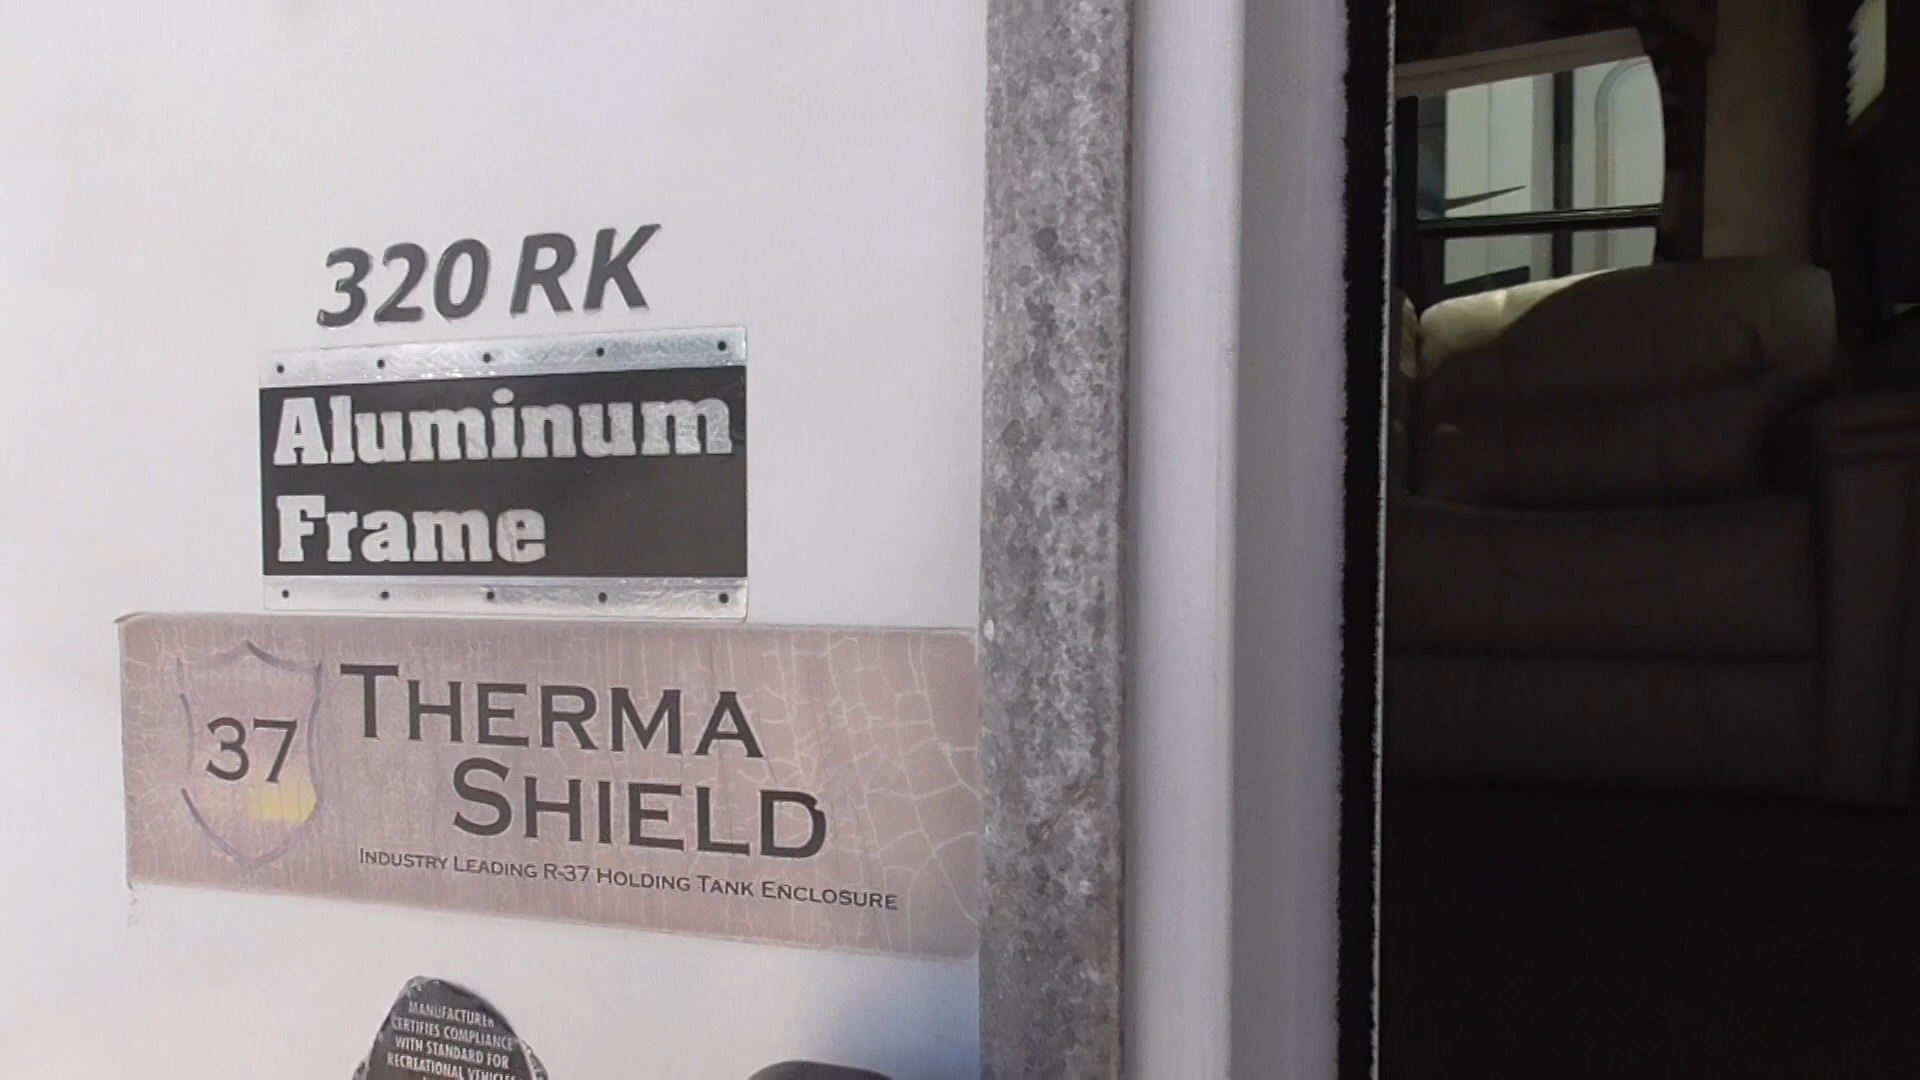 320 RK
Aluminum
Frame
37
THERMA
SHIELD
INDUSTRY LEADING R-37 HOLDING TANK ENCLOSURE
MANUFACTURER
CERTIFIES COMPLIANCE
WITH STANDARD FOR
RECREATIONAL VEHICLES